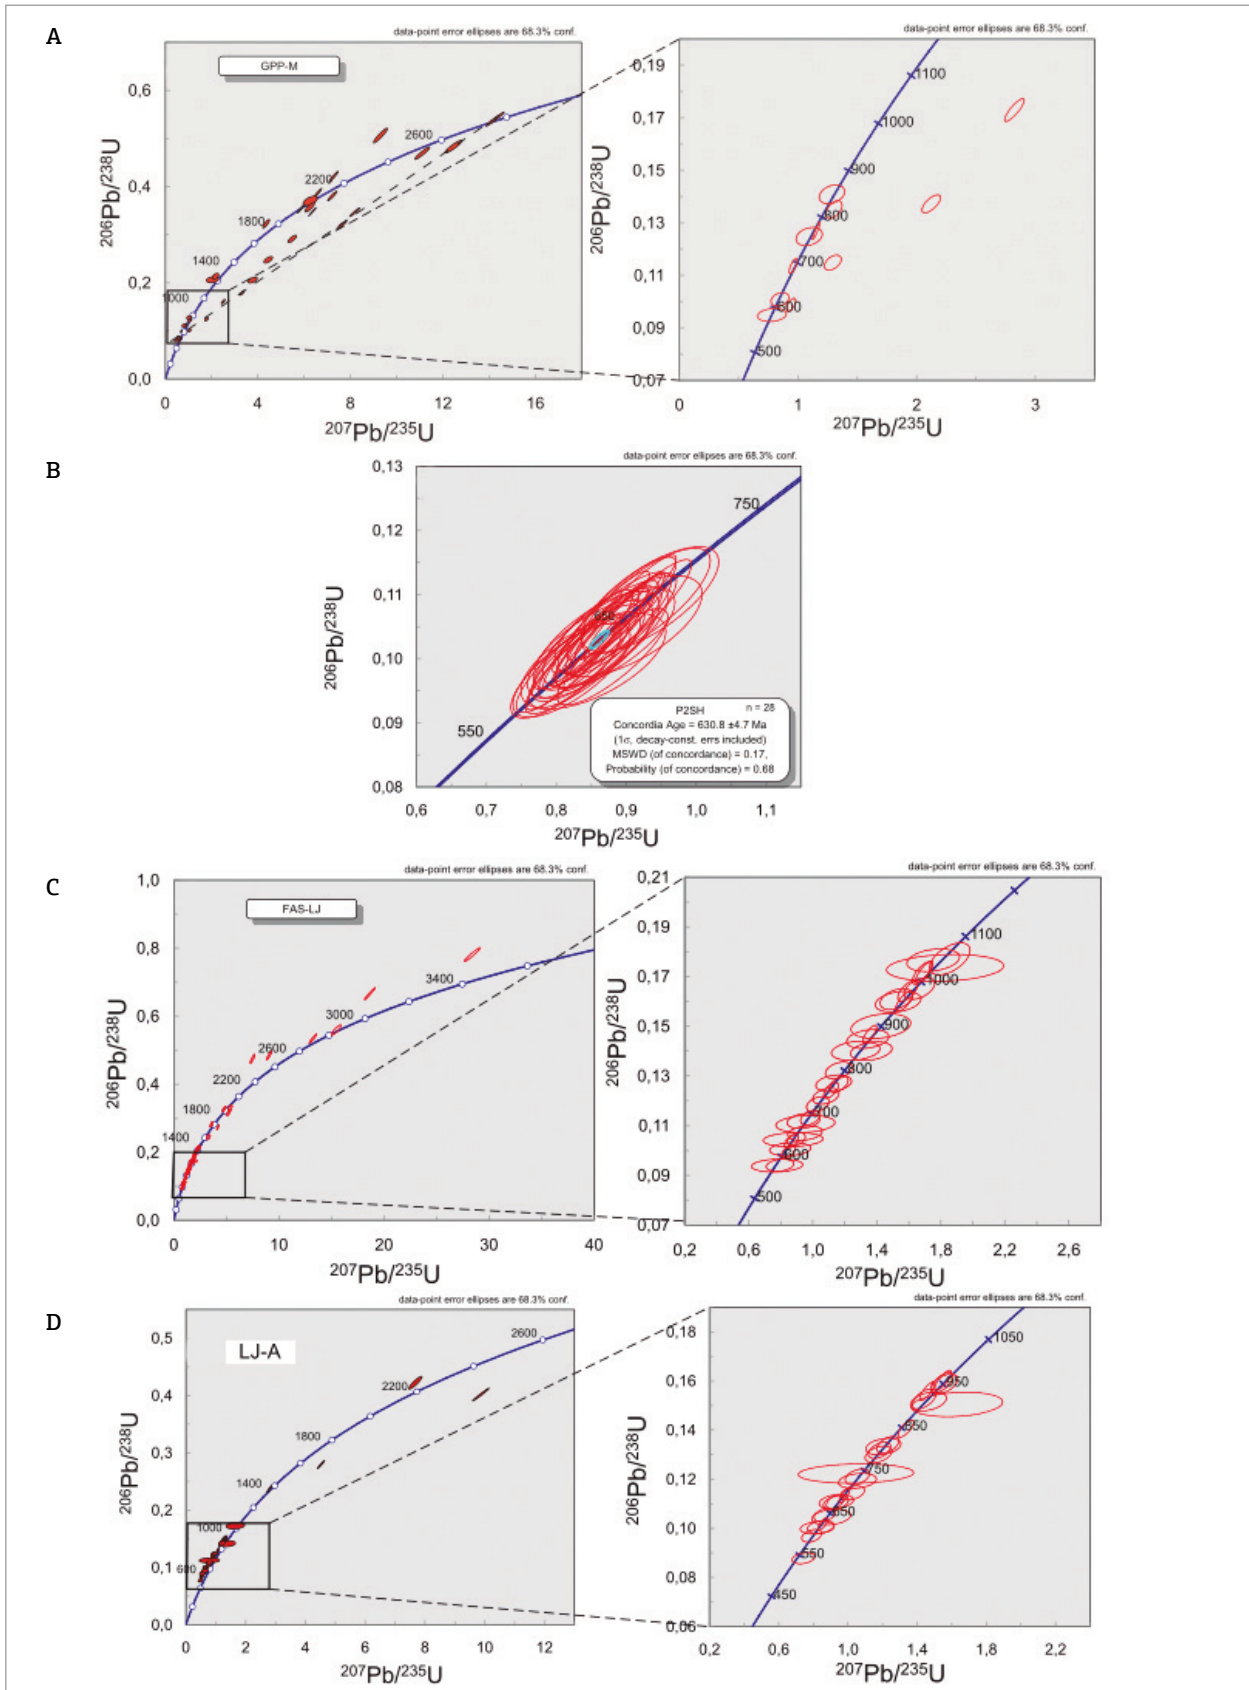 A
data-point error ellipses are 68.3% conf.
GPP-M
206Pb/238U
0,6
0,4
0,2
0,0
2600
2200
1800
1400
1000
0 4 8 12 16
207Pb/235U
data-point error ellipses are 68.3% conf.
206Pb/238U
0,19
0,17
0,15
0,13
0,11
0,09
0,07
1100
1000
900
800
700
600
500
0 1 2 3
207Pb/235U
B
data-point error ellipses are 68.3% conf.
206Pb/238U
0,13
0,12
0,11
0,10
0,09
0,08
750
650
550
P2SH n = 28
Concordia Age = 630.8 ±4.7 Ma
(1σ, decay-const. errs included)
MSWD (of concordance) = 0.17,
Probability (of concordance) = 0.68
0,6 0,7 0,8 0,9 1,0 1,1
207Pb/235U
C
data-point error ellipses are 68.3% conf.
FAS-LJ
206Pb/238U
1,0
0,8
0,6
0,4
0,2
0,0
3400
3000
2600
2200
1800
1400
0 10 20 30 40
207Pb/235U
data-point error ellipses are 68.3% conf.
206Pb/238U
0,21
0,19
0,17
0,15
0,13
0,11
0,09
0,07
1100
1000
900
800
700
600
500
0,2 0,6 1,0 1,4 1,8 2,2 2,6
207Pb/235U
D
data-point error ellipses are 68.3% conf.
LJ-A
206Pb/238U
0,5
0,4
0,3
0,2
0,1
0,0
2600
2200
1800
1400
1000
600
0 2 4 6 8 10 12
207Pb/235U
data-point error ellipses are 68.3% conf.
206Pb/238U
0,18
0,16
0,14
0,12
0,10
0,08
0,06
1050
950
850
750
650
550
450
0,2 0,6 1,0 1,4 1,8 2,2
207Pb/235U